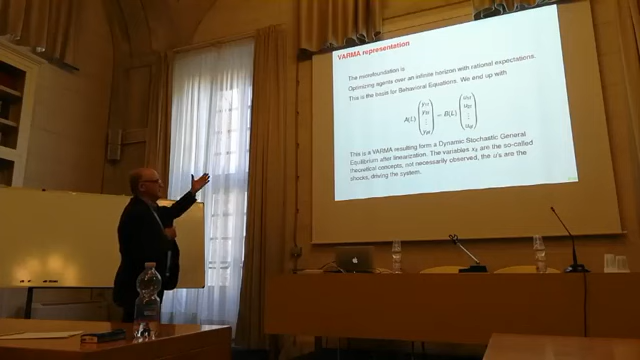 VARMA representation
The metafoundation is
Optimizing agents over an infinite horizon with rational expectations.
This is the basis for Behavioral Equations. We end up with
A(L) = B(L)
This is a VARMA resulting form a Dynamic Stochastic General
Equilibrium after linearization. The variables are the so-called
theoretical concepts, not necessarily observed, the u's are the
shocks, driving the system.